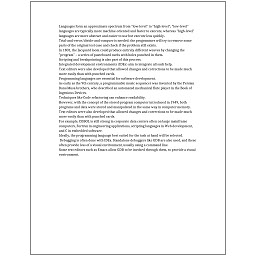 Languages form an approximate spectrum from "low-level" to "high-level"; "low-level"
languages are typically more machine-oriented and faster to execute, whereas "high-level"
languages are more abstract and easier to use but execute less quickly.
Trial-and-error/divide-and-conquer is needed: the programmer will try to remove some
parts of the original test case and check if the problem still exists.
In 1801, the Jacquard loom could produce entirely different weaves by changing the
"program" – a series of pasteboard cards with holes punched in them.
Scripting and breakpointing is also part of this process.
Integrated development environments (IDEs) aim to integrate all such help.
Text editors were also developed that allowed changes and corrections to be made much
more easily than with punched cards.
Programming languages are essential for software development.
As early as the 9th century, a programmable music sequencer was invented by the Persian
Banu Musa brothers, who described an automated mechanical flute player in the Book of
Ingenious Devices.
Techniques like Code refactoring can enhance readability.
However, with the concept of the stored-program computer introduced in 1949, both
programs and data were stored and manipulated in the same way in computer memory.
Text editors were also developed that allowed changes and corrections to be made much
more easily than with punched cards.
For example, COBOL is still strong in corporate data centers often on large mainframe
computers, Fortran in engineering applications, scripting languages in Web development,
and C in embedded software.
Ideally, the programming language best suited for the task at hand will be selected.
Debugging is often done with IDEs. Standalone debuggers like GDB are also used, and these
often provide less of a visual environment, usually using a command line.
Some text editors such as Emacs allow GDB to be invoked through them, to provide a visual
environment.